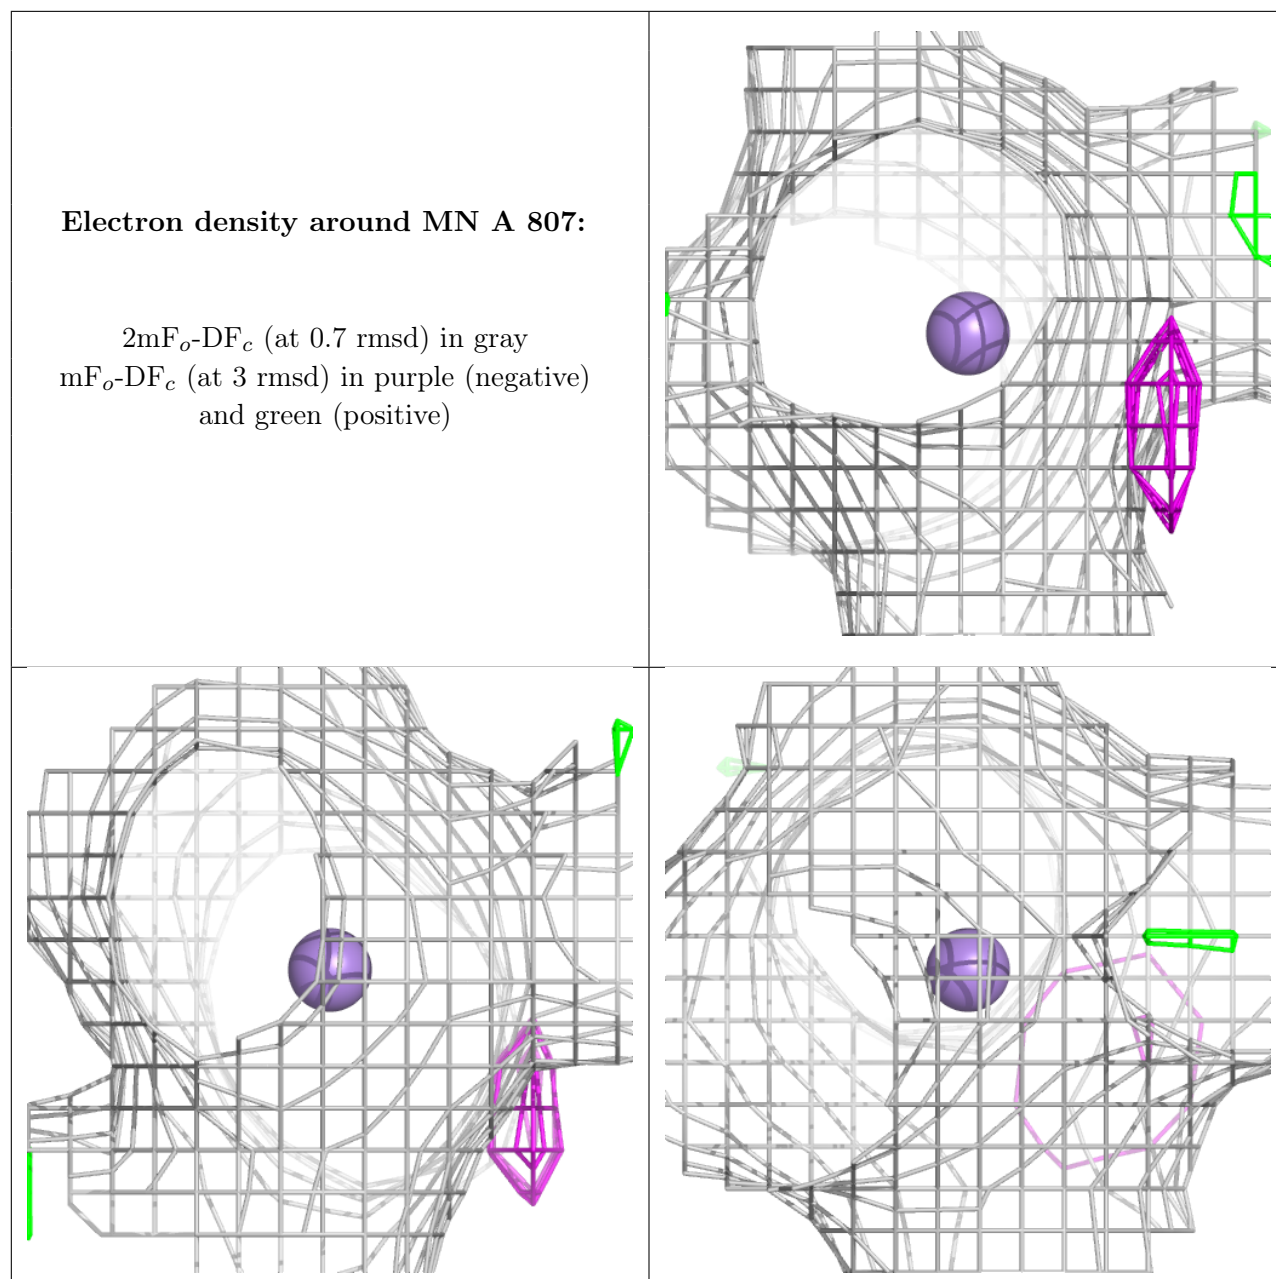 Electron density around MN A 807:
2mFo-DFc (at 0.7 rmsd) in gray
mFo-DFc (at 3 rmsd) in purple (negative)
and green (positive)